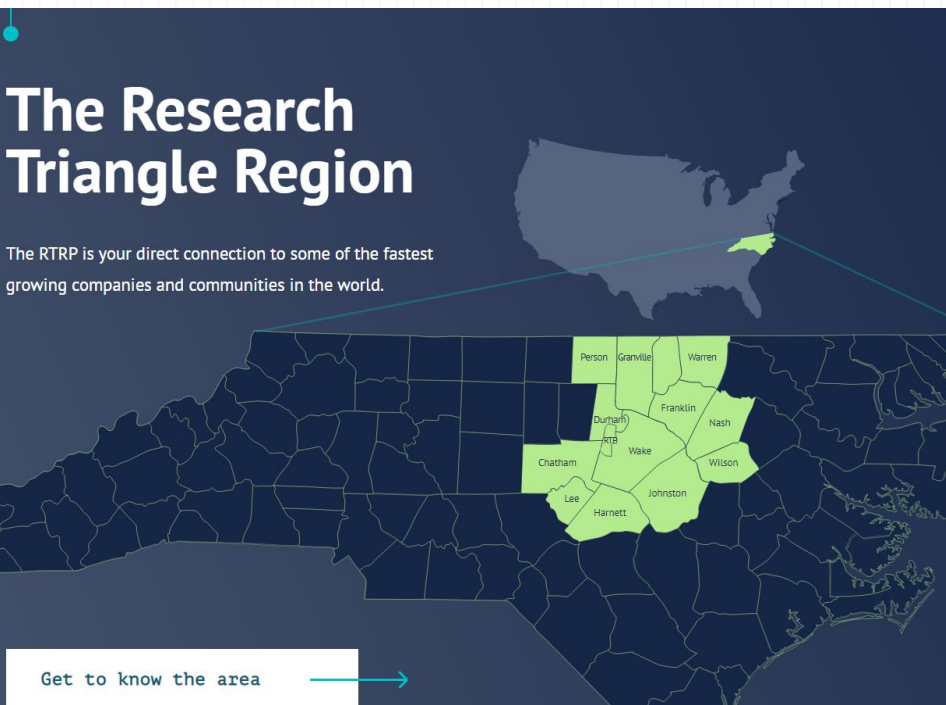 The Research
Triangle Region
The RTRP is your direct connection to some of the fastest
growing companies and communities in the world.
Person
Granville
Warren
Franklin
Durham
Nash
RTP
Wake
Chatham
Wilson
Lee
Johnston
Harnett
Get to know the area